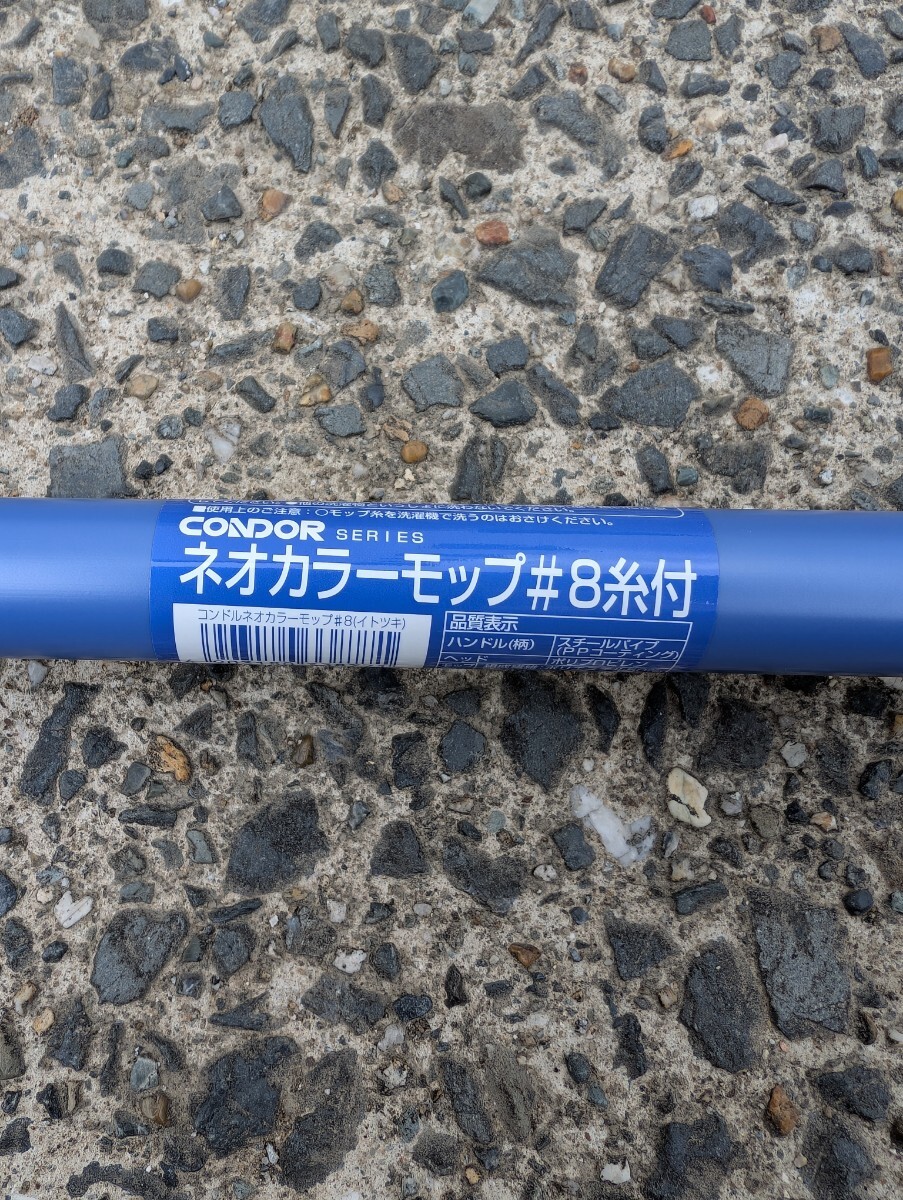 ■使用上のご注意：○モップ糸を洗濯機で洗うのはおさけください。
CONDOR SERIES
ネオカラーモップ#8糸付
コンドルネオカラーモップ#8(イトツキ)
品質表示
ハンドル(柄) スチールパイプ
(PPコーティング)
ヘッド ポリプロピレン